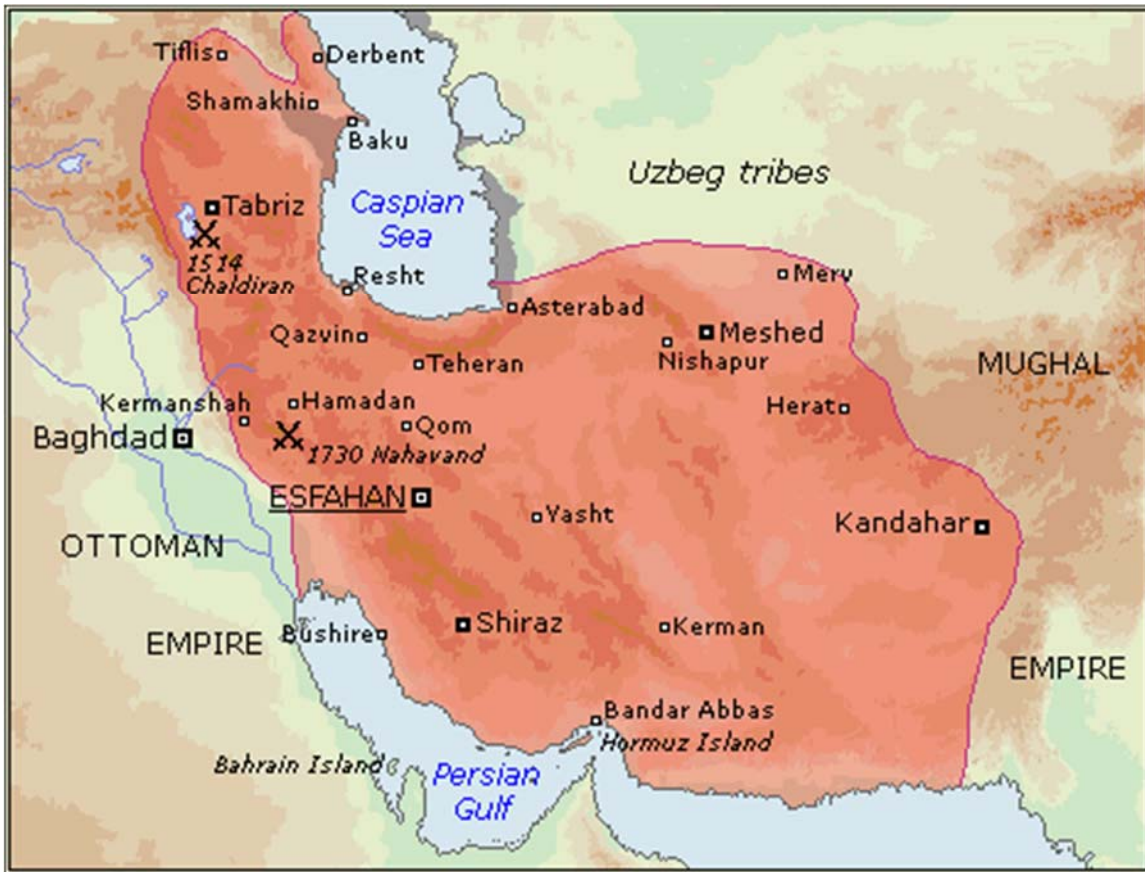 Tiflis
Derbent
Shamakhi
Baku
Uzbeg tribes
Caspian
Sea
Tabriz
1514
Chaldiran
Resht
Merv
Asterabad
Qazvin
Meshed
Nishapur
Teheran
MUGHAL
Kermanshah
Hamadan
Herat
Baghdad
Qom
1730 Nahavand
ESFAHAN
Yasht
Kandahar
OTTOMAN
EMPIRE
Bushire
Shiraz
Kerman
EMPIRE
Bandar Abbas
Hormuz Island
Bahrain Island
Persian
Gulf